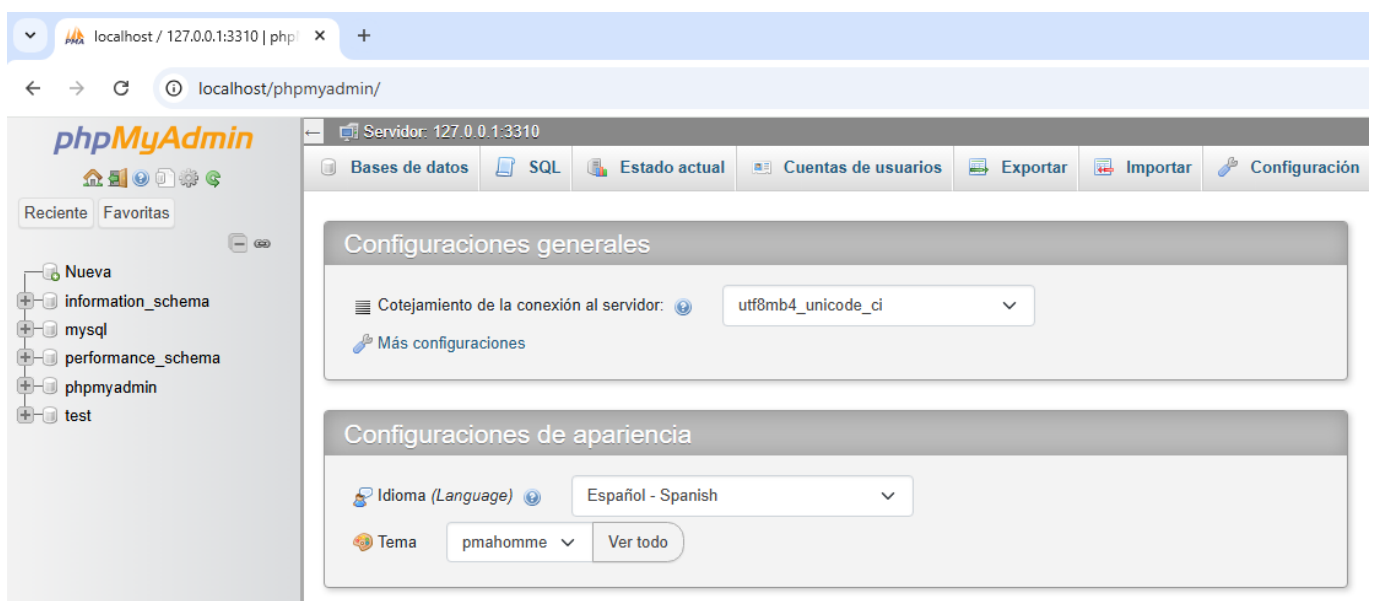 localhost / 127.0.0.1:3310 | php
localhost/phpmyadmin/
phpMyAdmin
Reciente Favoritas
Nueva
information_schema
mysql
performance_schema
phpmyadmin
test
Servidor: 127.0.0.1:3310
Bases de datos SQL Estado actual Cuentas de usuarios Exportar Importar Configuración
Configuraciones generales
Cotejamiento de la conexión al servidor: utf8mb4_unicode_ci
Más configuraciones
Configuraciones de apariencia
Idioma (Language) Español - Spanish
Tema pmahomme Ver todo